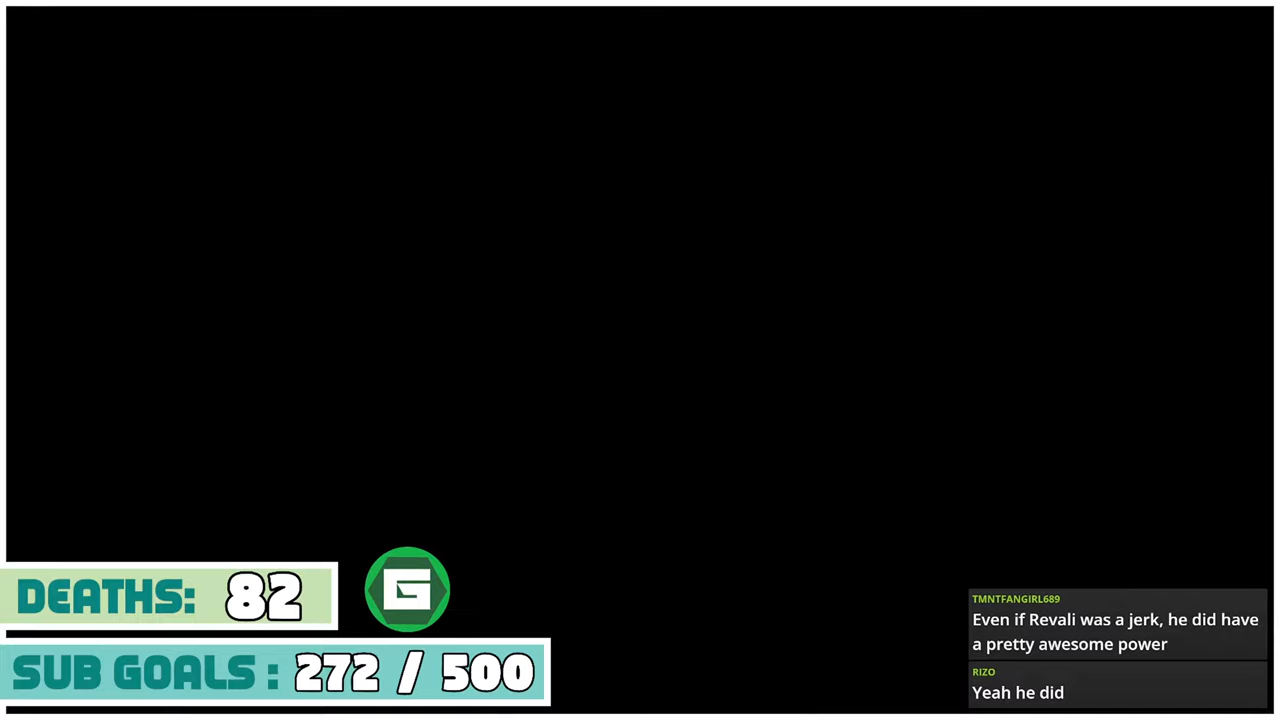 DEATHS: 82
G
SUB GOALS : 272 / 500
TMNTFANGIRL689
Even if Revali was a jerk, he did have
a pretty awesome power
RIZO
Yeah he did